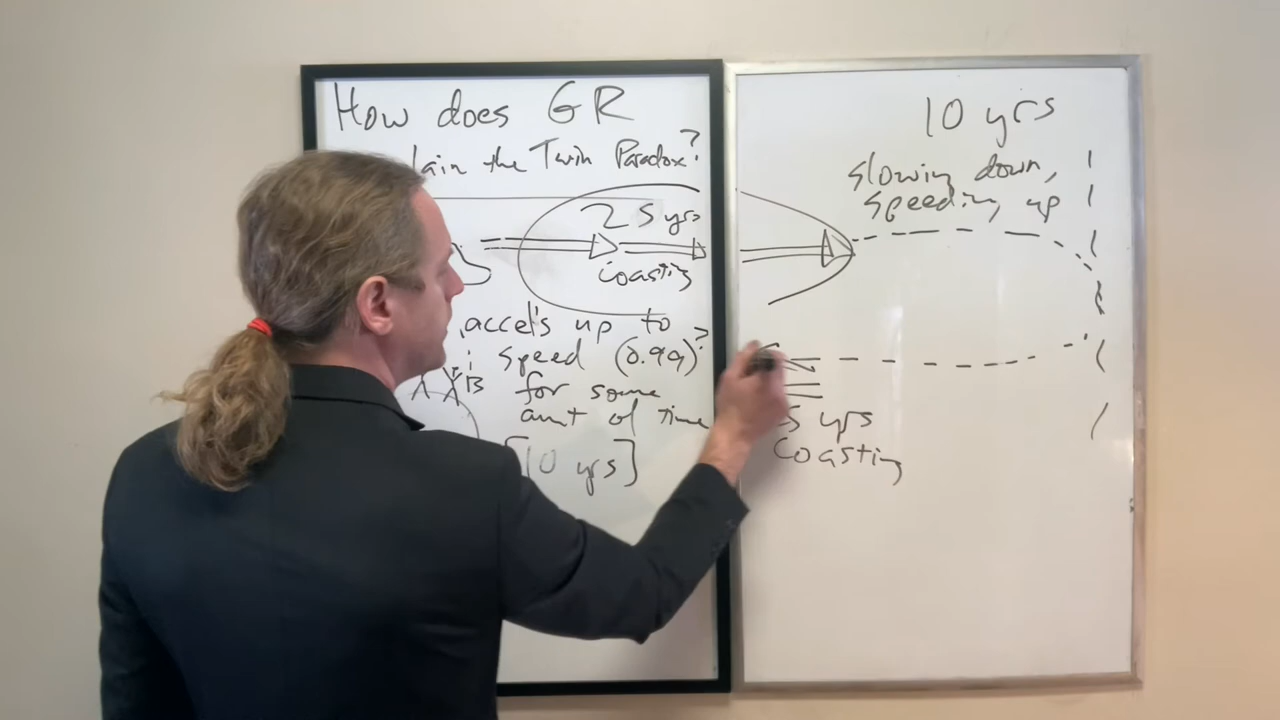 How does GR
lain the Twin Paradox?
25 yrs
coasting
accel's up to
speed (0.99)?
A B
for some
amt of time
[10 yrs]
10 yrs
slowing down,
speeding up
5 yrs
Coasting